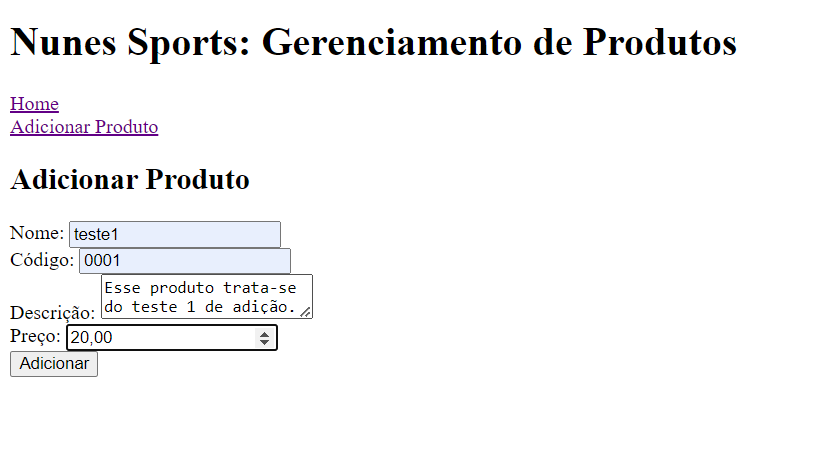 Nunes Sports: Gerenciamento de Produtos
Home
Adicionar Produto
Adicionar Produto
Nome: teste1
Código: 0001
Descrição: Esse produto trata-se
do teste 1 de adição.
Preço: 20,00
Adicionar